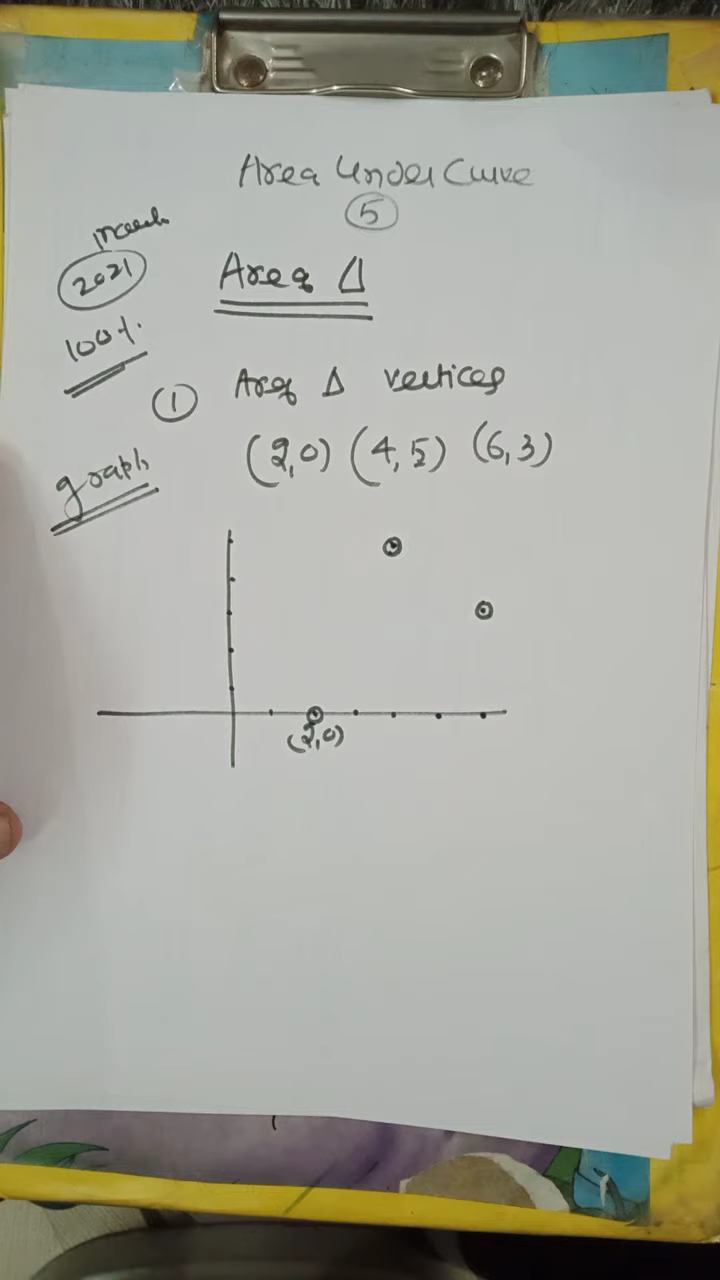 Area Under Curve
5
March
2021
100%.
Area Δ
① Area Δ vertices
(2,0) (4,5) (6,3)
graph
(2,0)